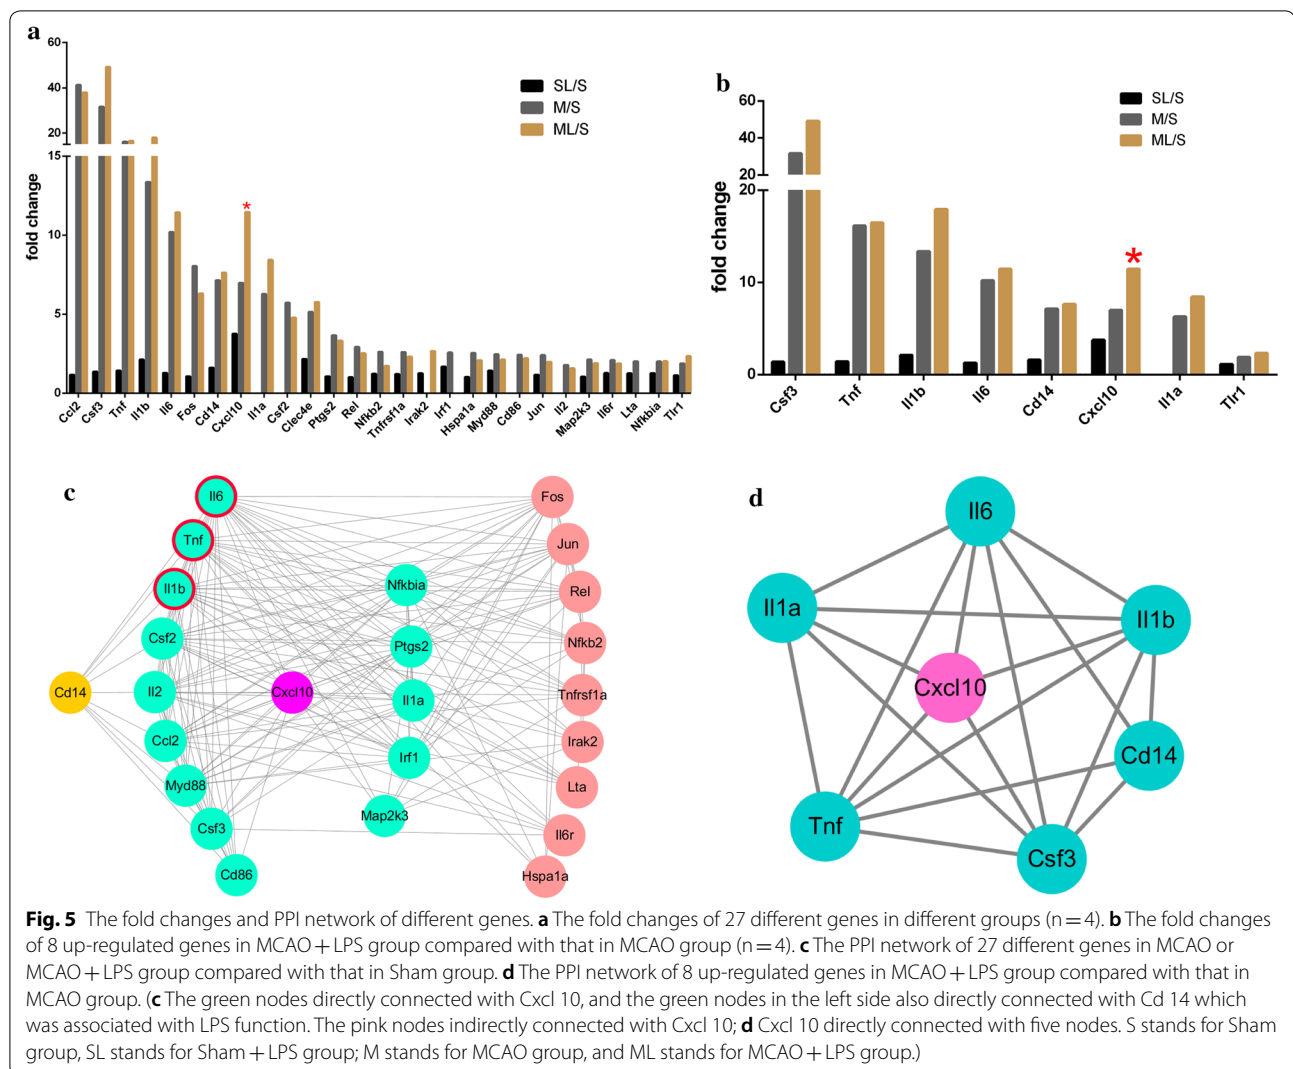 a
60
40
20
15
10
5
0
fold change
SL/S
M/S
ML/S
*
Ccl2 Csf3 Tnf Il1b Il6 Fos Cd14 Cxcl10 Il1a Csf2 Clec4e Ptgs2 Rel Nfkb2 Tnfrsf1a Irak2 Irf1 Hspa1a Myd88 Cd86 Jun Il2 Map2k3 Il6r Lta Nfkbia Tlr1
b
60
40
20
20
10
0
fold change
SL/S
M/S
ML/S
*
Csf3 Tnf Il1b Il6 Cd14 Cxcl10 Il1a Tlr1
c
Il6
Tnf
Il1b
Csf2
Il2
Ccl2
Myd88
Csf3
Cd86
Cd14
Cxcl10
Nfkbia
Ptgs2
Il1a
Irf1
Map2k3
Fos
Jun
Rel
Nfkb2
Tnfrsf1a
Irak2
Lta
Il6r
Hspa1a
d
Il6
Il1a
Il1b
Cxcl10
Cd14
Tnf
Csf3
Fig. 5 The fold changes and PPI network of different genes. a The fold changes of 27 different genes in different groups (n = 4). b The fold changes
of 8 up-regulated genes in MCAO + LPS group compared with that in MCAO group (n = 4). c The PPI network of 27 different genes in MCAO or
MCAO + LPS group compared with that in Sham group. d The PPI network of 8 up-regulated genes in MCAO + LPS group compared with that in
MCAO group. (c The green nodes directly connected with Cxcl 10, and the green nodes in the left side also directly connected with Cd 14 which
was associated with LPS function. The pink nodes indirectly connected with Cxcl 10; d Cxcl 10 directly connected with five nodes. S stands for Sham
group, SL stands for Sham + LPS group; M stands for MCAO group, and ML stands for MCAO + LPS group.)